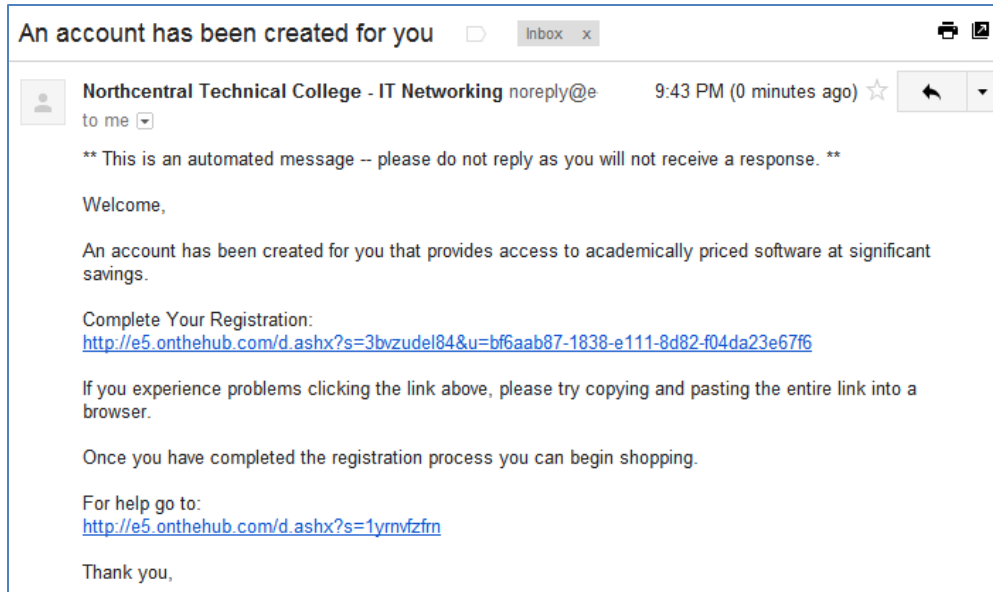 An account has been created for you Inbox x
Northcentral Technical College - IT Networking noreply@e 9:43 PM (0 minutes ago)
to me
** This is an automated message -- please do not reply as you will not receive a response. **
Welcome,
An account has been created for you that provides access to academically priced software at significant
savings.
Complete Your Registration:
http://e5.onthehub.com/d.ashx?s=3bvzudel84&u=bf6aab87-1838-e111-8d82-f04da23e67f6
If you experience problems clicking the link above, please try copying and pasting the entire link into a
browser.
Once you have completed the registration process you can begin shopping.
For help go to:
http://e5.onthehub.com/d.ashx?s=1yrnvfzfrn
Thank you,